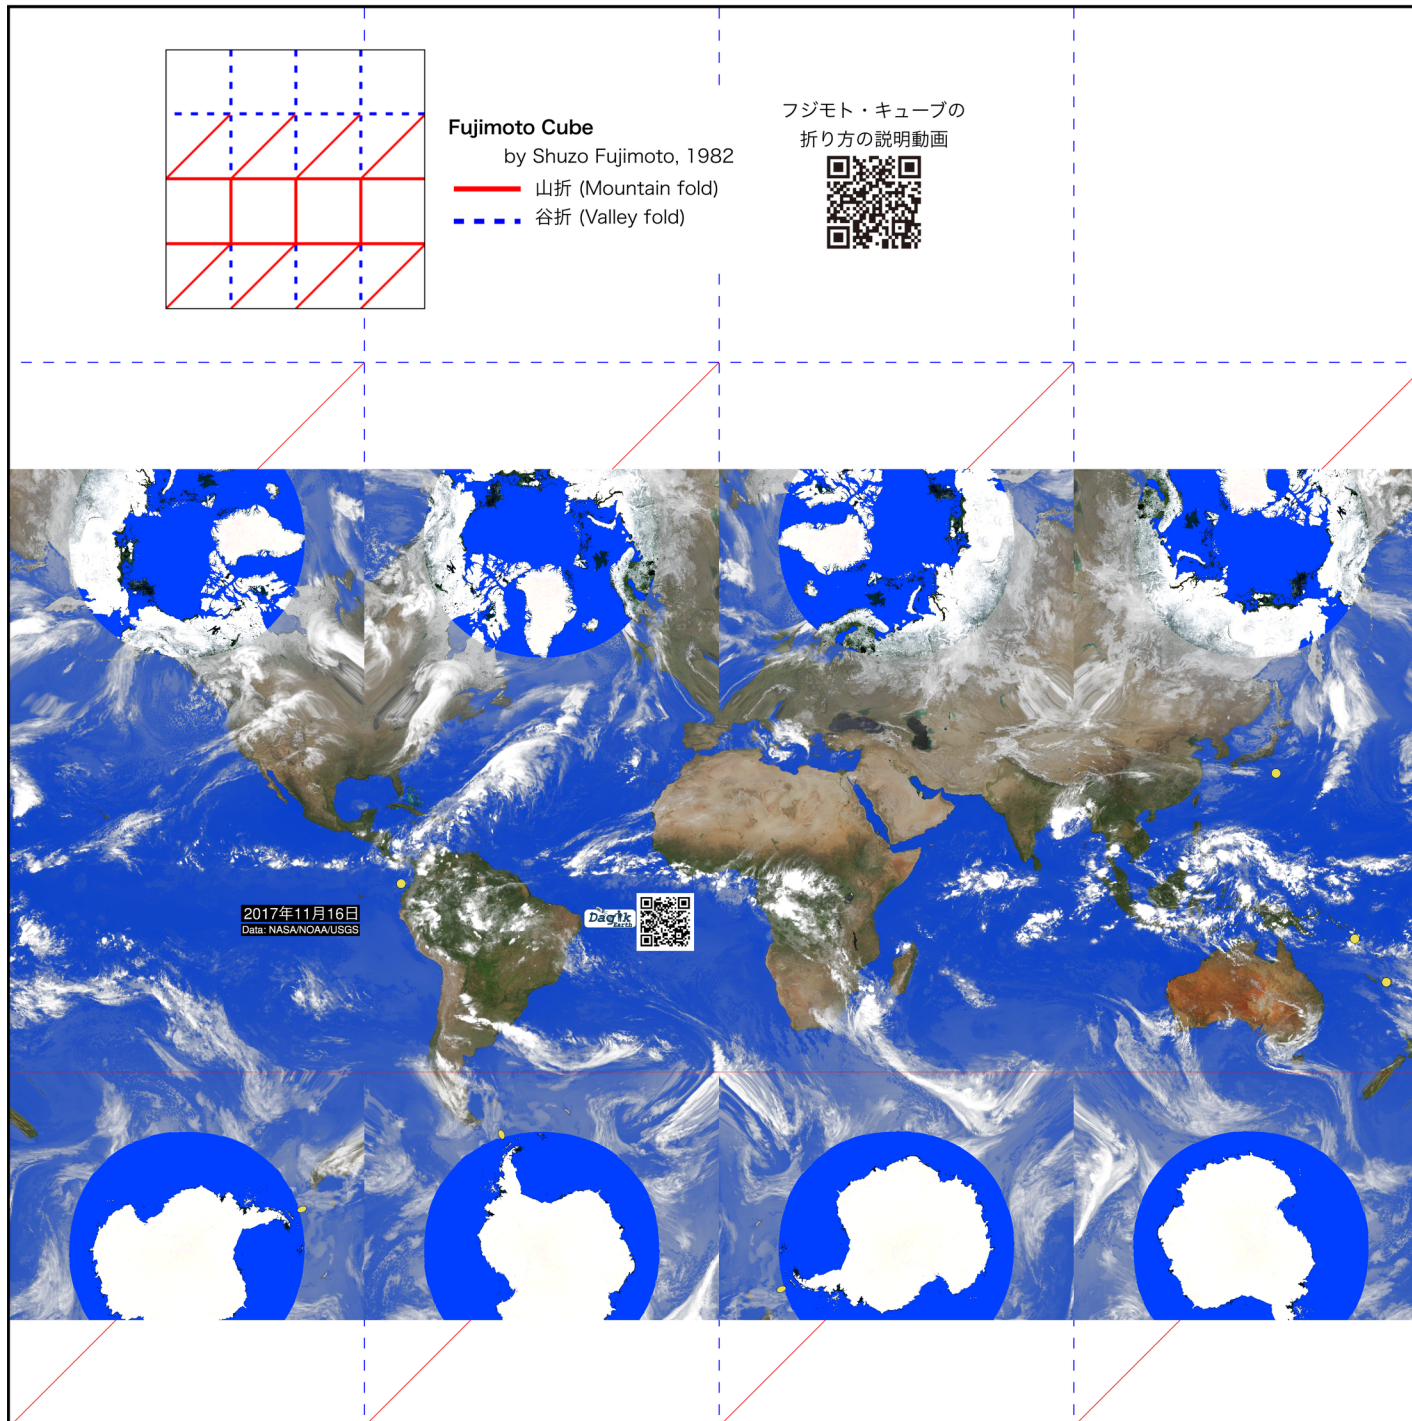 Fujimoto Cube
by Shuzo Fujimoto, 1982
山折 (Mountain fold)
谷折 (Valley fold)
フジモト・キューブの
折り方の説明動画
2017年11月16日
Data: NASA/NOAA/USGS
Dagik
Earth